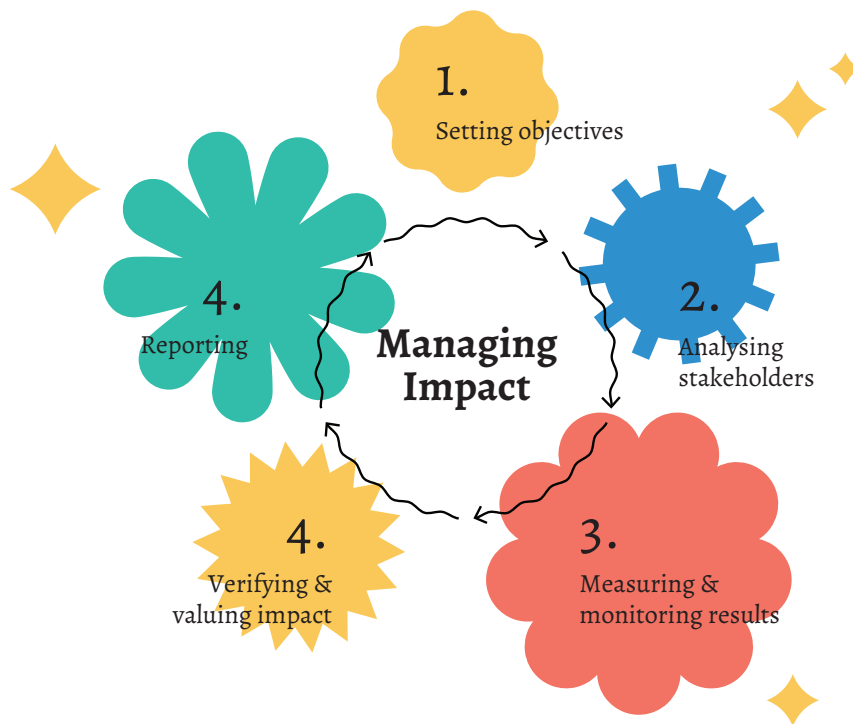 1.
Setting objectives
2.
Analysing
stakeholders
3.
Measuring &
monitoring results
4.
Verifying &
valuing impact
4.
Reporting
Managing
Impact